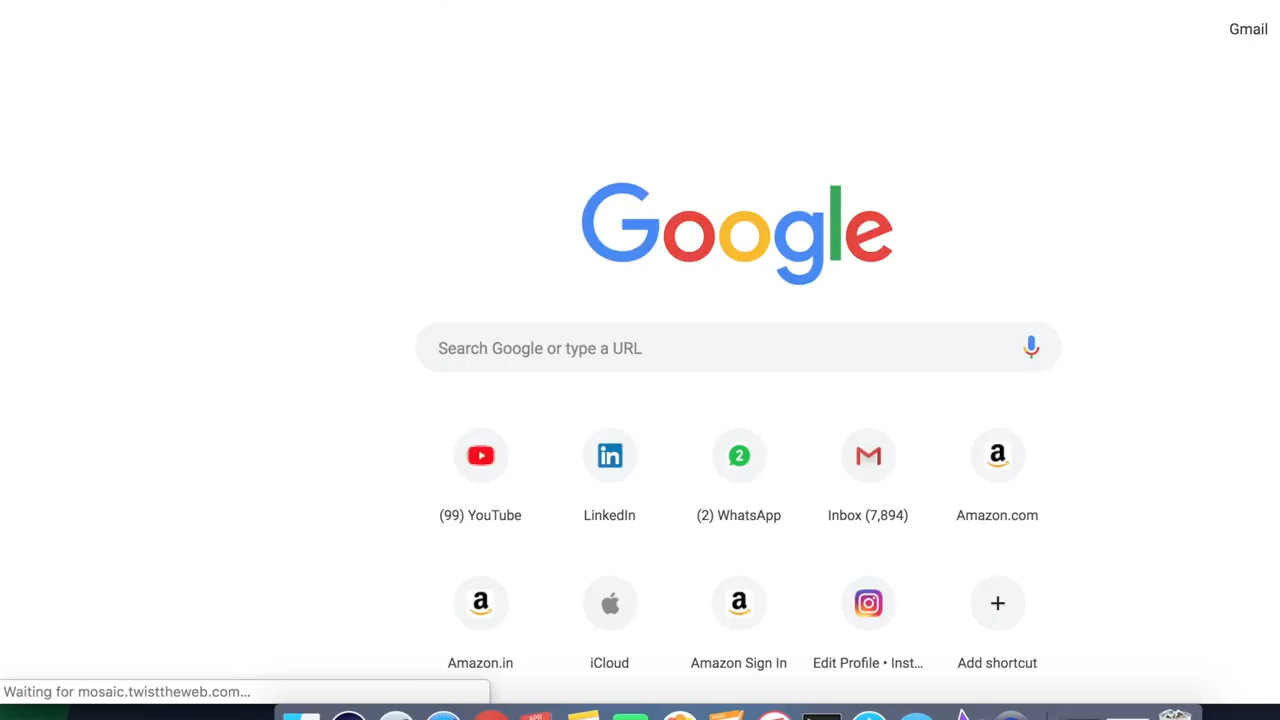 Gmail
Google
Search Google or type a URL
2
(99) YouTube
LinkedIn
(2) WhatsApp
Inbox (7,894)
Amazon.com
Amazon.in
iCloud
Amazon Sign In
Edit Profile • Inst...
Add shortcut
Waiting for mosaic.twisttheweb.com...
APR